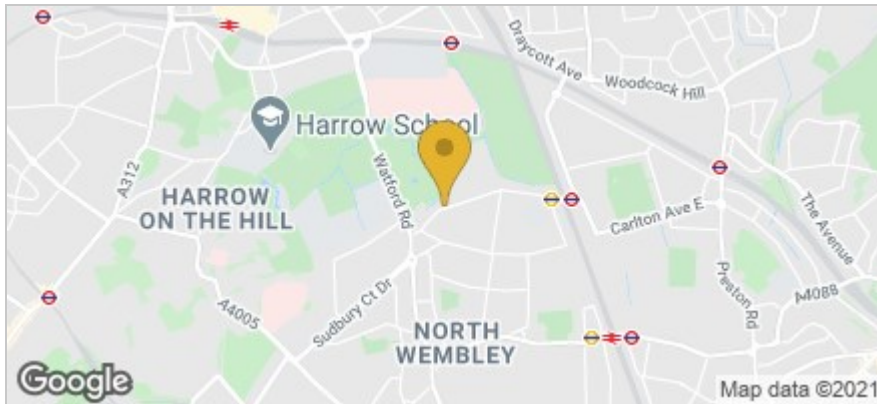 Draycott Ave
Woodcock Hill
Harrow School
A312
Watford Rd
HARROW
ON THE HILL
Carlton Ave E
The Avenue
Sudbury Ct Dr
A4005
Preston Rd
A4088
NORTH
WEMBLEY
Google
Map data ©2021